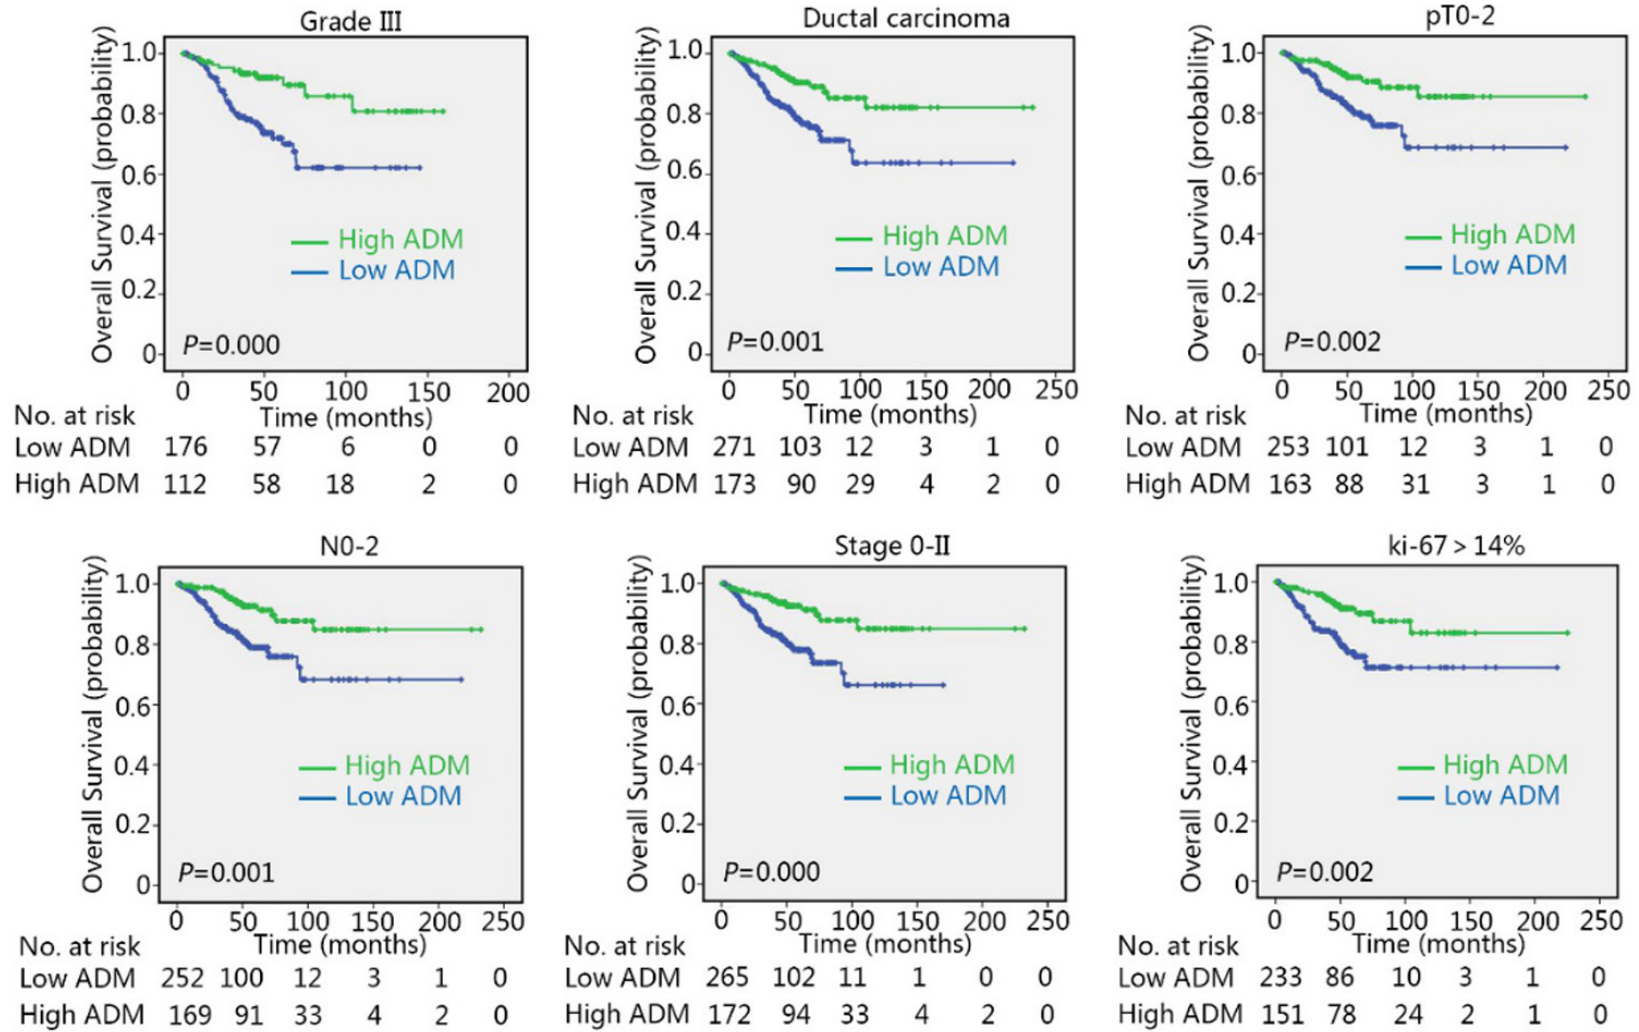 Grade III
Overall Survival (probability)
1.0
0.8
0.6
0.4
0.2
0
High ADM
Low ADM
P=0.000
0 50 100 150 200
Time (months)
No. at risk
Low ADM 176 57 6 0 0
High ADM 112 58 18 2 0
Ductal carcinoma
Overall Survival (probability)
1.0
0.8
0.6
0.4
0.2
0
High ADM
Low ADM
P=0.001
0 50 100 150 200 250
Time (months)
No. at risk
Low ADM 271 103 12 3 1 0
High ADM 173 90 29 4 2 0
pT0-2
Overall Survival (probability)
1.0
0.8
0.6
0.4
0.2
0
High ADM
Low ADM
P=0.002
0 50 100 150 200 250
Time (months)
No. at risk
Low ADM 253 101 12 3 1 0
High ADM 163 88 31 3 1 0
N0-2
Overall Survival (probability)
1.0
0.8
0.6
0.4
0.2
0
High ADM
Low ADM
P=0.001
0 50 100 150 200 250
Time (months)
No. at risk
Low ADM 252 100 12 3 1 0
High ADM 169 91 33 4 2 0
Stage 0-II
Overall Survival (probability)
1.0
0.8
0.6
0.4
0.2
0
High ADM
Low ADM
P=0.000
0 50 100 150 200 250
Time (months)
No. at risk
Low ADM 265 102 11 1 0 0
High ADM 172 94 33 4 2 0
ki-67 > 14%
Overall Survival (probability)
1.0
0.8
0.6
0.4
0.2
0
High ADM
Low ADM
P=0.002
0 50 100 150 200 250
Time (months)
No. at risk
Low ADM 233 86 10 3 1 0
High ADM 151 78 24 2 1 0